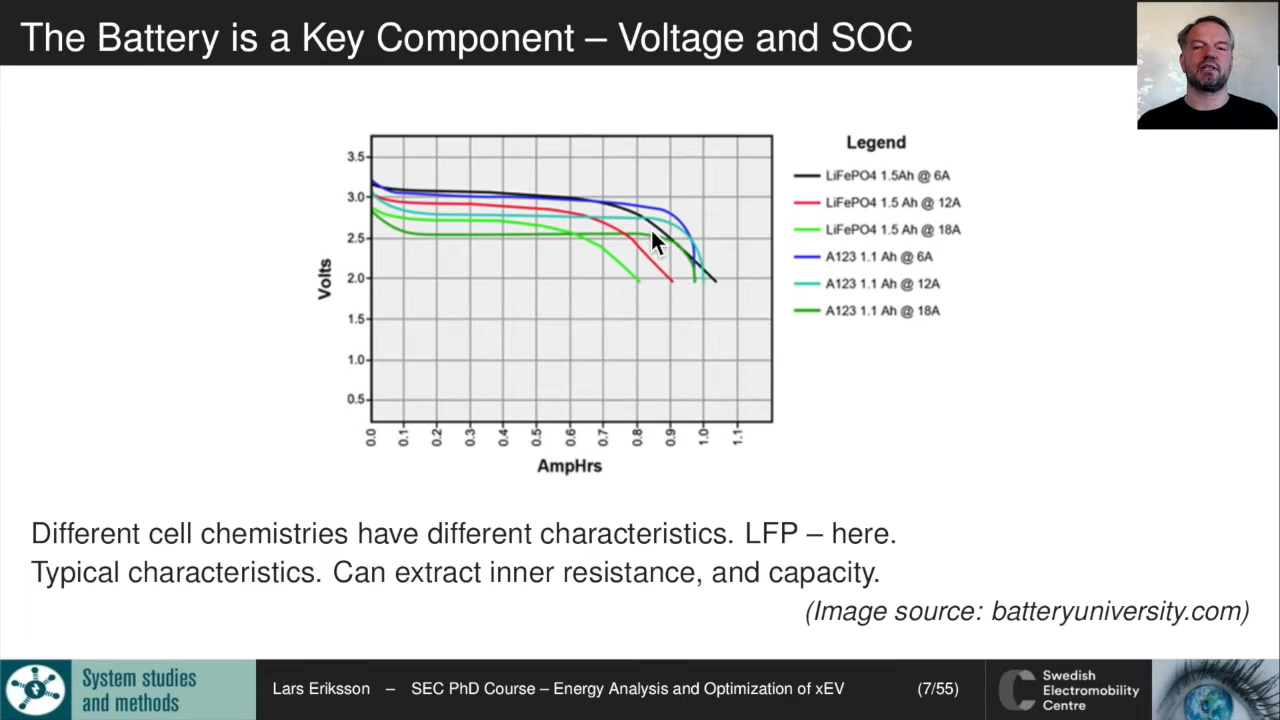 The Battery is a Key Component – Voltage and SOC
Legend
LiFePO4 1.5Ah @ 6A
LiFePO4 1.5 Ah @ 12A
LiFePO4 1.5 Ah @ 18A
A123 1.1 Ah @ 6A
A123 1.1 Ah @ 12A
A123 1.1 Ah @ 18A
Volts
3.5
3.0
2.5
2.0
1.5
1.0
0.5
0.0 0.1 0.2 0.3 0.4 0.5 0.6 0.7 0.8 0.9 1.0 1.1
AmpHrs
Different cell chemistries have different characteristics. LFP – here.
Typical characteristics. Can extract inner resistance, and capacity.
(Image source: batteryuniversity.com)
System studies
and methods
Lars Eriksson – SEC PhD Course – Energy Analysis and Optimization of xEV (7/55)
Swedish
Electromobility
Centre